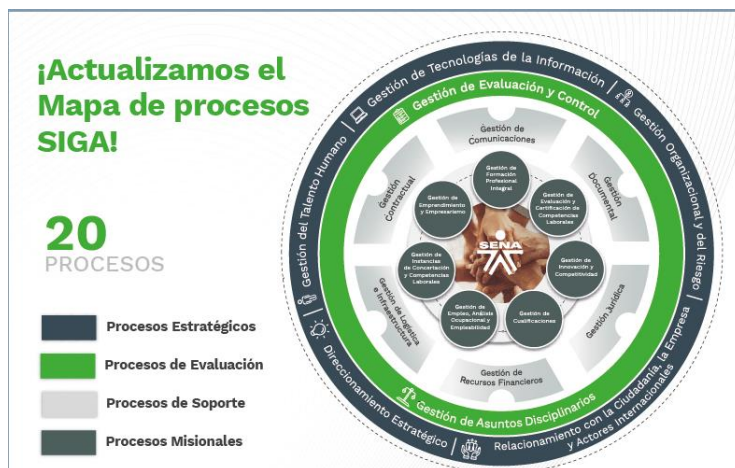 ¡Actualizamos el
Mapa de procesos
SIGA!
20
PROCESOS
Procesos Estratégicos
Procesos de Evaluación
Procesos de Soporte
Procesos Misionales
Gestión de Tecnologías de la Información
Gestión Organizacional y del Riesgo
Relacionamiento con la Ciudadanía, la Empresa
y Actores Internacionales
Direccionamiento Estratégico
Gestión del Talento Humano
Gestión de Evaluación y Control
Gestión de Asuntos Disciplinarios
Gestión de
Comunicaciones
Gestión
Documental
Gestión Jurídica
Gestión de
Recursos Financieros
Gestión de Logística
e Infraestructura
Gestión
Contractual
Gestión de
Formación
Profesional
Integral
Gestión de
Evaluación y
Certificación de
Competencias
Laborales
Gestión de
Innovación y
Competitividad
Gestión de
Cualificaciones
Gestión de
Empleo, Análisis
Ocupacional y
Empleabilidad
Gestión de
Instancias
de Concertación
y Competencias
Laborales
Gestión de
Emprendimiento
y Empresarismo
SENA